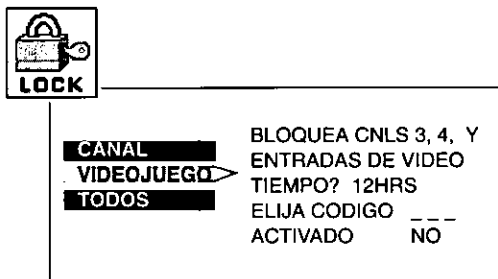 LOCK
CANAL
VIDEOJUEGO
TODOS
BLOQUEA CNLS 3, 4, Y
ENTRADAS DE VIDEO
TIEMPO? 12HRS
ELIJA CODIGO _ _ _
ACTIVADO NO